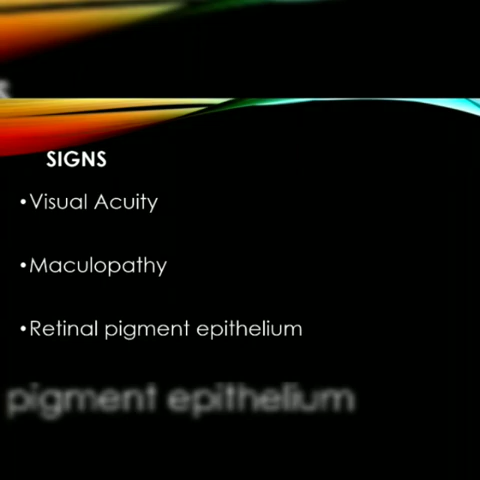 SIGNS
•Visual Acuity
•Maculopathy
•Retinal pigment epithelium
pigment epithelium